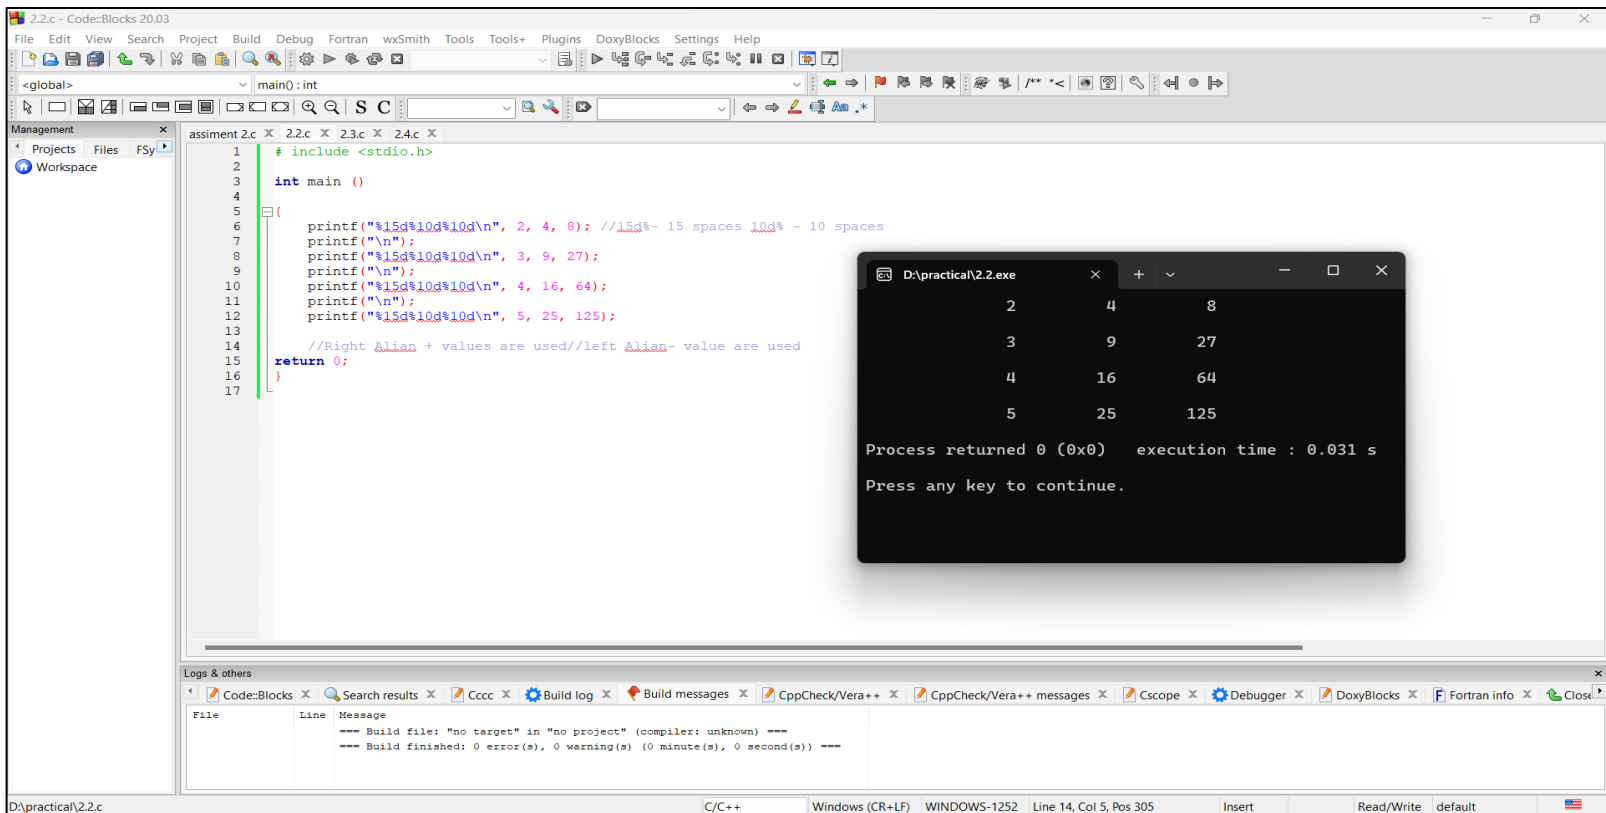 2.2.c - Code::Blocks 20.03
File Edit View Search Project Build Debug Fortran wxSmith Tools Tools+ Plugins DoxyBlocks Settings Help
<global> main() : int
/** *<
S C Aa .*
Management
Projects Files FSy
Workspace
assiment 2.c 2.2.c 2.3.c 2.4.c
1 # include <stdio.h>
2
3 int main ()
4
5 {
6 printf("%15d%10d%10d\n", 2, 4, 8); //15d%- 15 spaces 10d% - 10 spaces
7 printf("\n");
8 printf("%15d%10d%10d\n", 3, 9, 27);
9 printf("\n");
10 printf("%15d%10d%10d\n", 4, 16, 64);
11 printf("\n");
12 printf("%15d%10d%10d\n", 5, 25, 125);
13
14 //Right Alian + values are used//left Alian- value are used
15 return 0;
16 }
17
D:\practical\2.2.exe
2 4 8
3 9 27
4 16 64
5 25 125
Process returned 0 (0x0) execution time : 0.031 s
Press any key to continue.
Logs & others
Code::Blocks Search results Cccc Build log Build messages CppCheck/Vera++ CppCheck/Vera++ messages Cscope Debugger DoxyBlocks Fortran info Close
File Line Message
=== Build file: "no target" in "no project" (compiler: unknown) ===
=== Build finished: 0 error(s), 0 warning(s) (0 minute(s), 0 second(s)) ===
D:\practical\2.2.c C/C++ Windows (CR+LF) WINDOWS-1252 Line 14, Col 5, Pos 305 Insert Read/Write default